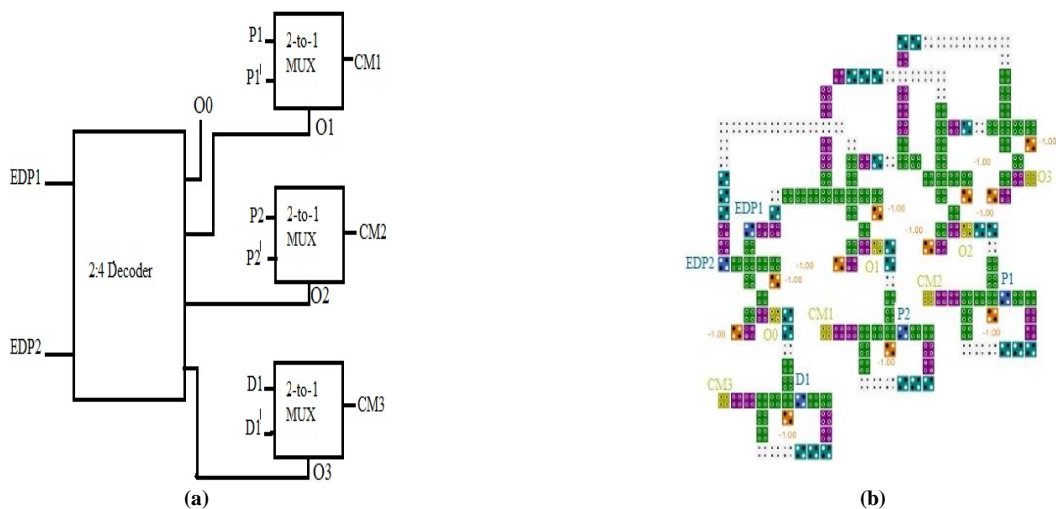 P1
2-to-1
MUX
CM1
P1'
O0
O1
EDP1
P2
2-to-1
MUX
CM2
P2'
2:4 Decoder
O2
EDP2
D1
2-to-1
MUX
CM3
D1'
O3
(a)
-1.00
O3
-1.00
EDP1
-1.00
-1.00
O2
EDP2
O1
-1.00
-1.00
CM2
P1
CM1
P2
-1.00
O0
-1.00
-1.00
CM3
D1
-1.00
(b)